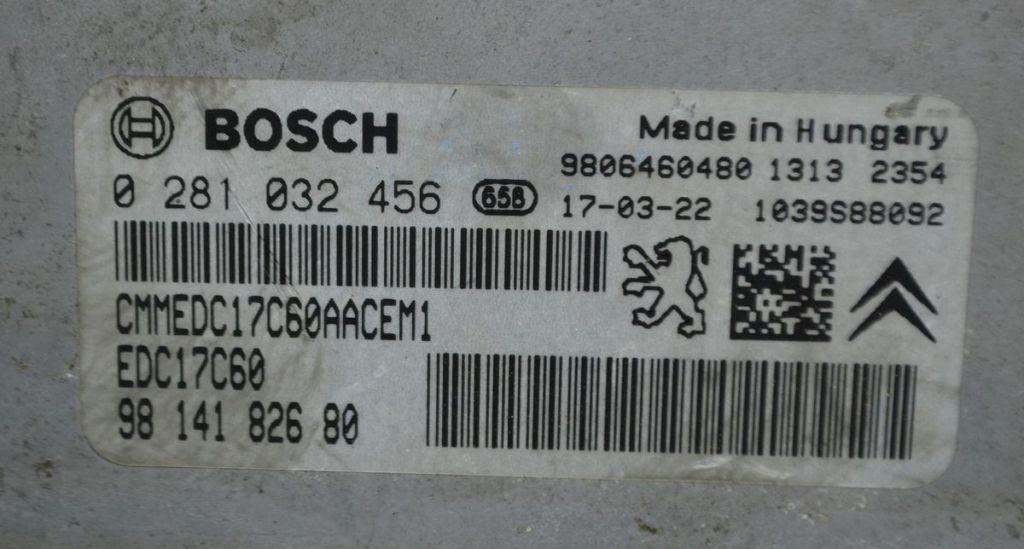 BOSCH
Made in Hungary
9806460480 1313 2354
0 281 032 456 658 17-03-22 1039S88092
CMMEDC17C60AACEM1
EDC17C60
98 141 826 80